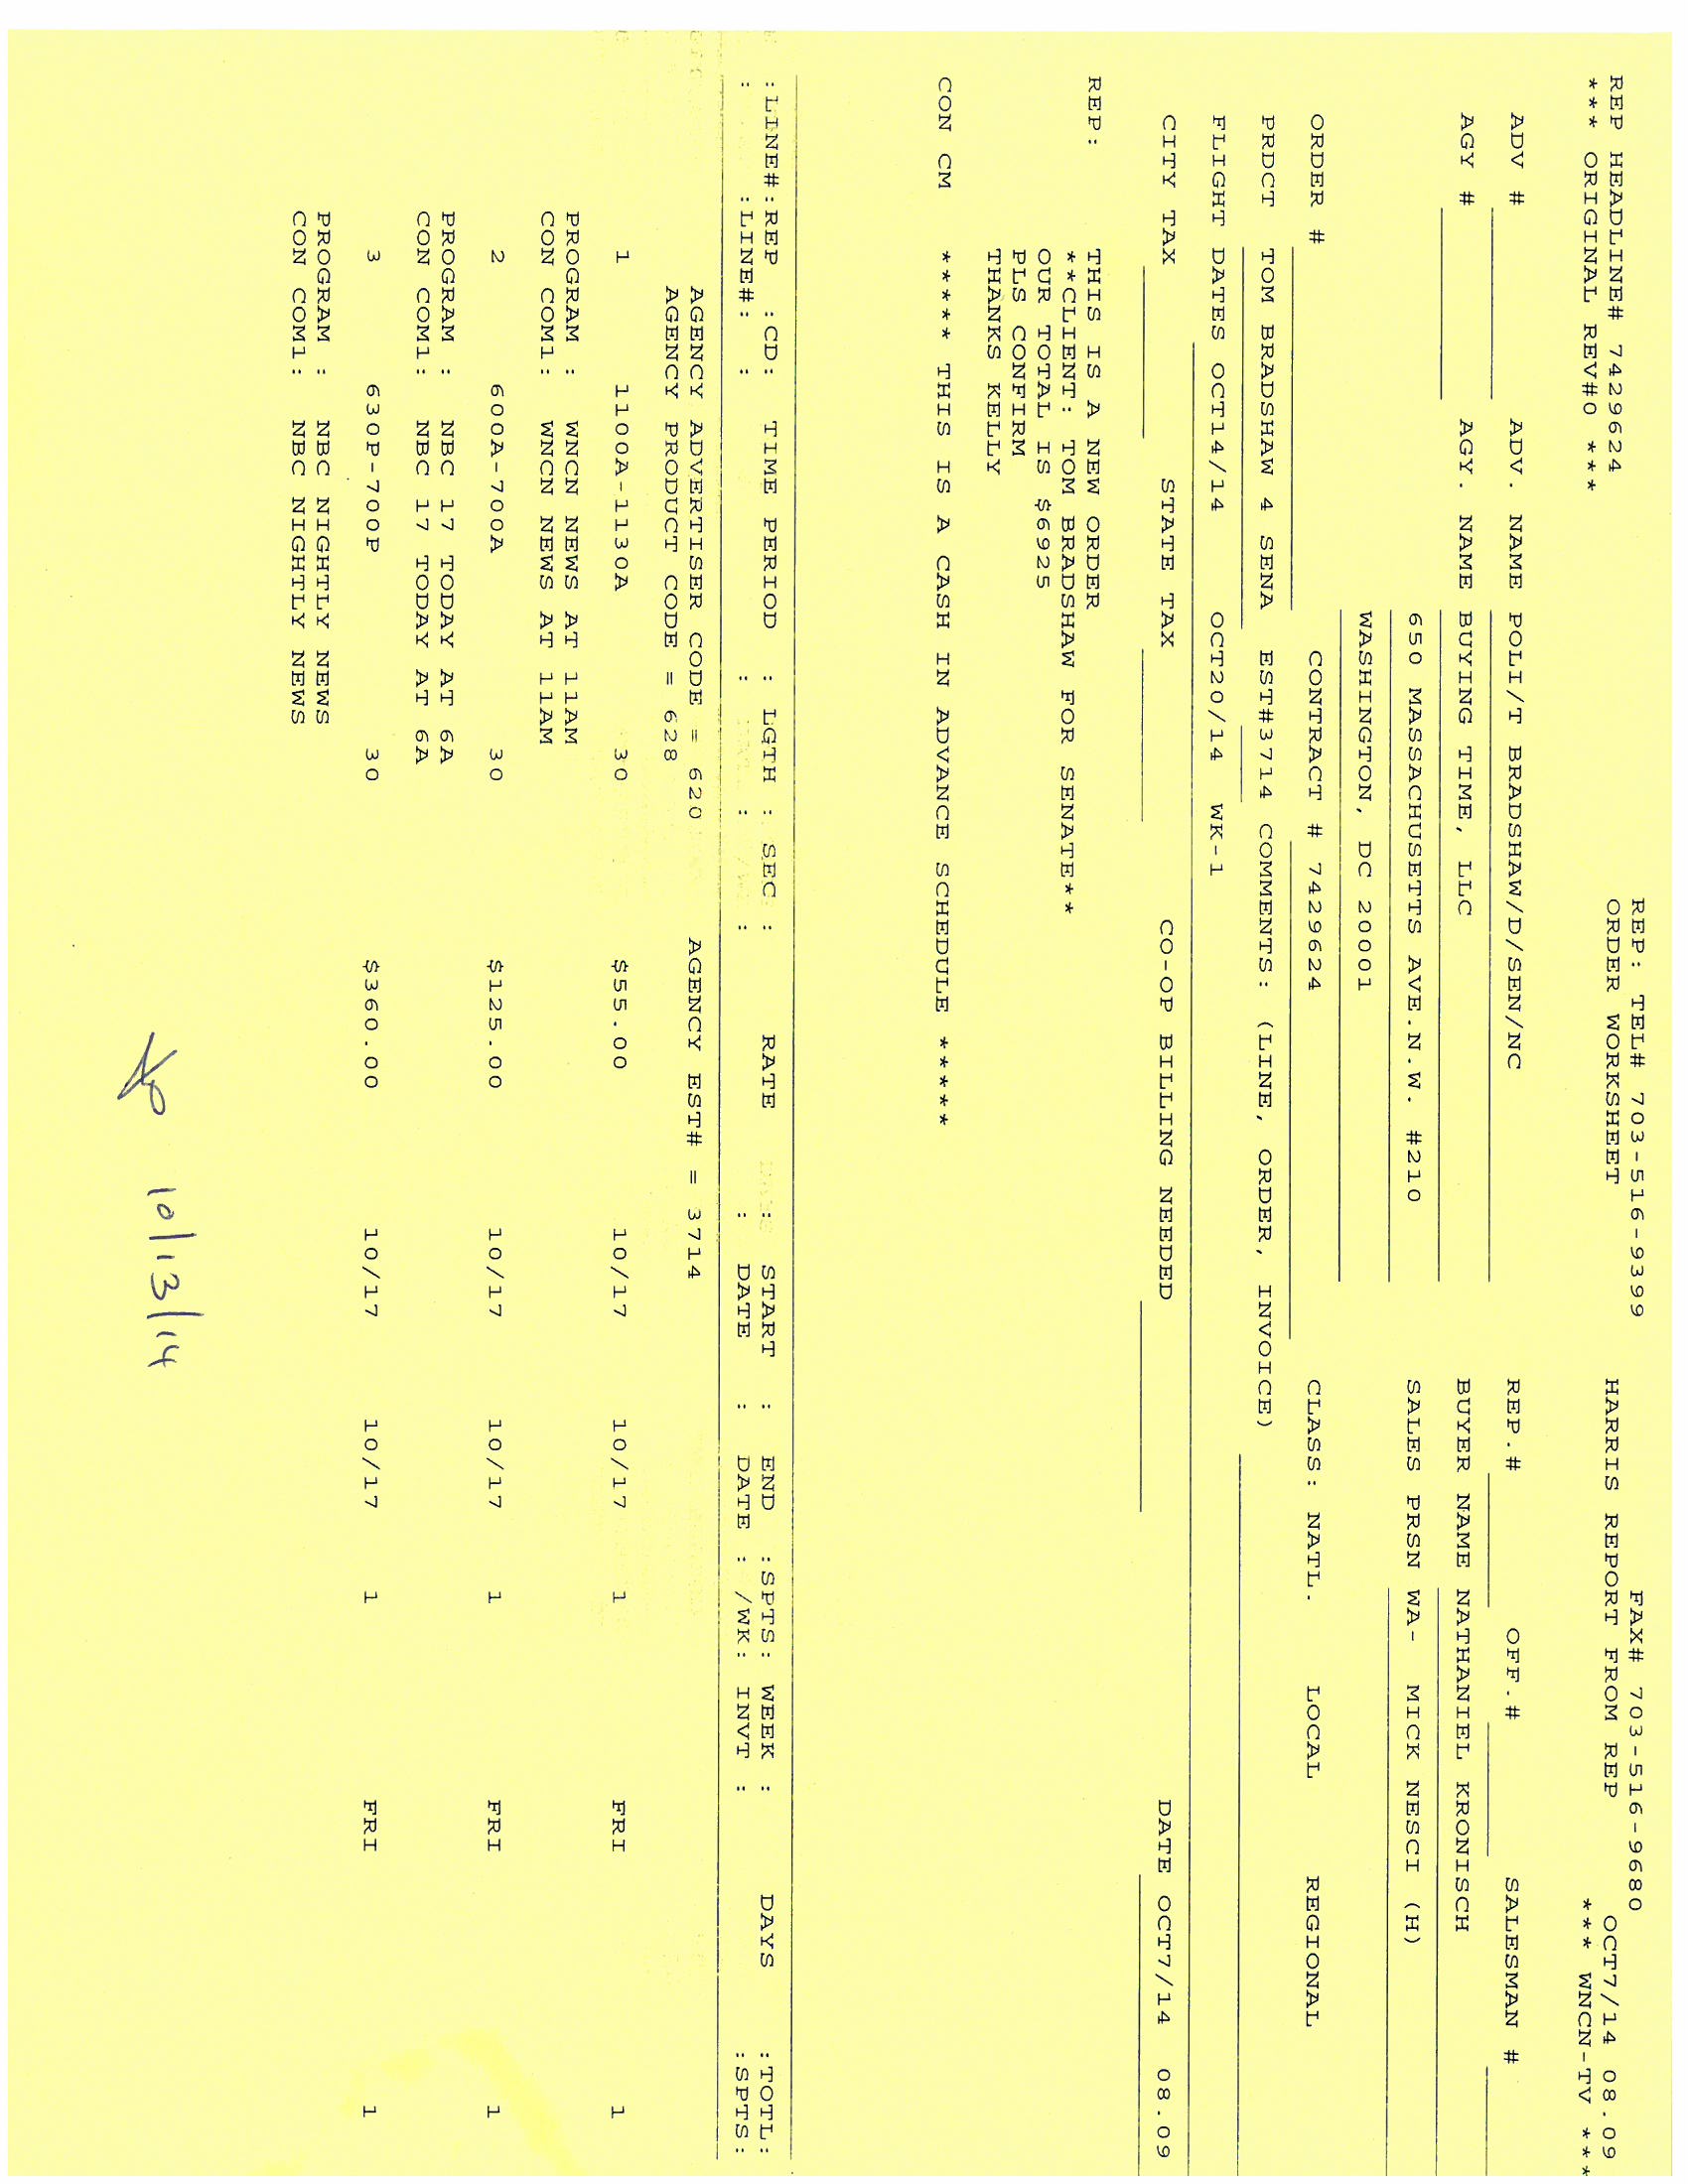 REP: TEL# 703-516-9399 FAX# 703-516-9680
REP HEADLINE# 7429624 ORDER WORKSHEET HARRIS REPORT FROM REP OCT7/14 08.09
*** ORIGINAL REV#0 *** *** WNCN-TV ***
ADV # ADV. NAME POLI/T BRADSHAW/D/SEN/NC REP.# OFF.# SALESMAN #
AGY # AGY. NAME BUYING TIME, LLC BUYER NAME NATHANIEL KRONISCH
650 MASSACHUSETTS AVE.N.W. #210 SALES PRSN WA- MICK NESCI (H)
WASHINGTON, DC 20001
ORDER # CONTRACT # 7429624 CLASS: NATL. LOCAL REGIONAL
PRDCT TOM BRADSHAW 4 SENA EST#3714 COMMENTS: (LINE, ORDER, INVOICE)
FLIGHT DATES OCT14/14 OCT20/14 WK-1
CITY TAX STATE TAX CO-OP BILLING NEEDED DATE OCT7/14 08.09
REP: THIS IS A NEW ORDER
**CLIENT: TOM BRADSHAW FOR SENATE**
OUR TOTAL IS $6925
PLS CONFIRM
THANKS KELLY
CON CM ***** THIS IS A CASH IN ADVANCE SCHEDULE *****
:LINE#:REP :CD: TIME PERIOD : LGTH : SEC : RATE : START : END :SPTS: WEEK : DAYS :TOTL:
: :LINE#: : : : : : DATE : DATE : /WK: INVT : :SPTS:
AGENCY ADVERTISER CODE = 620 AGENCY EST# = 3714
AGENCY PRODUCT CODE = 628
1 1100A-1130A 30 $55.00 10/17 10/17 1 FRI 1
PROGRAM : WNCN NEWS AT 11AM
CON COM1: WNCN NEWS AT 11AM
2 600A-700A 30 $125.00 10/17 10/17 1 FRI 1
PROGRAM : NBC 17 TODAY AT 6A
CON COM1: NBC 17 TODAY AT 6A
3 630P-700P 30 $360.00 10/17 10/17 1 FRI 1
PROGRAM : NBC NIGHTLY NEWS
CON COM1: NBC NIGHTLY NEWS
10/13/14